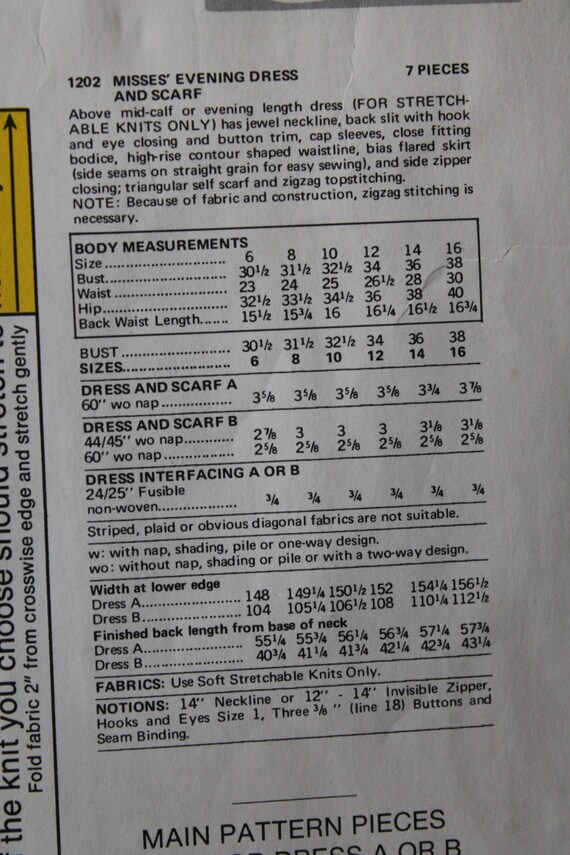 1202 MISSES' EVENING DRESS AND SCARF 7 PIECES
Above mid-calf or evening length dress (FOR STRETCH-
ABLE KNITS ONLY) has jewel neckline, back slit with hook
and eye closing and button trim, cap sleeves, close fitting
bodice, high-rise contour shaped waistline, bias flared skirt
(side seams on straight grain for easy sewing), and side zipper
closing; triangular self scarf and zigzag topstitching.
NOTE: Because of fabric and construction, zigzag stitching is
necessary.
BODY MEASUREMENTS
Size 6 8 10 12 14 16
Bust 30½ 31½ 32½ 34 36 38
Waist 23 24 25 26½ 28 30
Hip 32½ 33½ 34½ 36 38 40
Back Waist Length 15½ 15¾ 16 16¼ 16½ 16¾
BUST 30½ 31½ 32½ 34 36 38
SIZES 6 8 10 12 14 16
DRESS AND SCARF A
60" wo nap 3⅝ 3⅝ 3⅝ 3⅝ 3¾ 3⅞
DRESS AND SCARF B
44/45" wo nap 2⅞ 3 3 3 3⅛ 3⅛
60" wo nap 2⅝ 2⅝ 2⅝ 2⅝ 2⅝ 2⅝
DRESS INTERFACING A OR B
24/25" Fusible
non-woven ¾ ¾ ¾ ¾ ¾ ¾
Striped, plaid or obvious diagonal fabrics are not suitable.
w: with nap, shading, pile or one-way design.
wo: without nap, shading or pile or with a two-way design.
Width at lower edge
Dress A 148 149¼ 150½ 152 154¼ 156½
Dress B 104 105¼ 106½ 108 110¼ 112½
Finished back length from base of neck
Dress A 55¼ 55¾ 56¼ 56¾ 57¼ 57¾
Dress B 40¾ 41¼ 41¾ 42¼ 42¾ 43¼
FABRICS: Use Soft Stretchable Knits Only.
NOTIONS: 14" Neckline or 12" - 14" Invisible Zipper,
Hooks and Eyes Size 1, Three ⅜ " (line 18) Buttons and
Seam Binding.
MAIN PATTERN PIECES
DRESS A OR B
the knit you choose should stretch to
Fold fabric 2" from crosswise edge and stretch gently